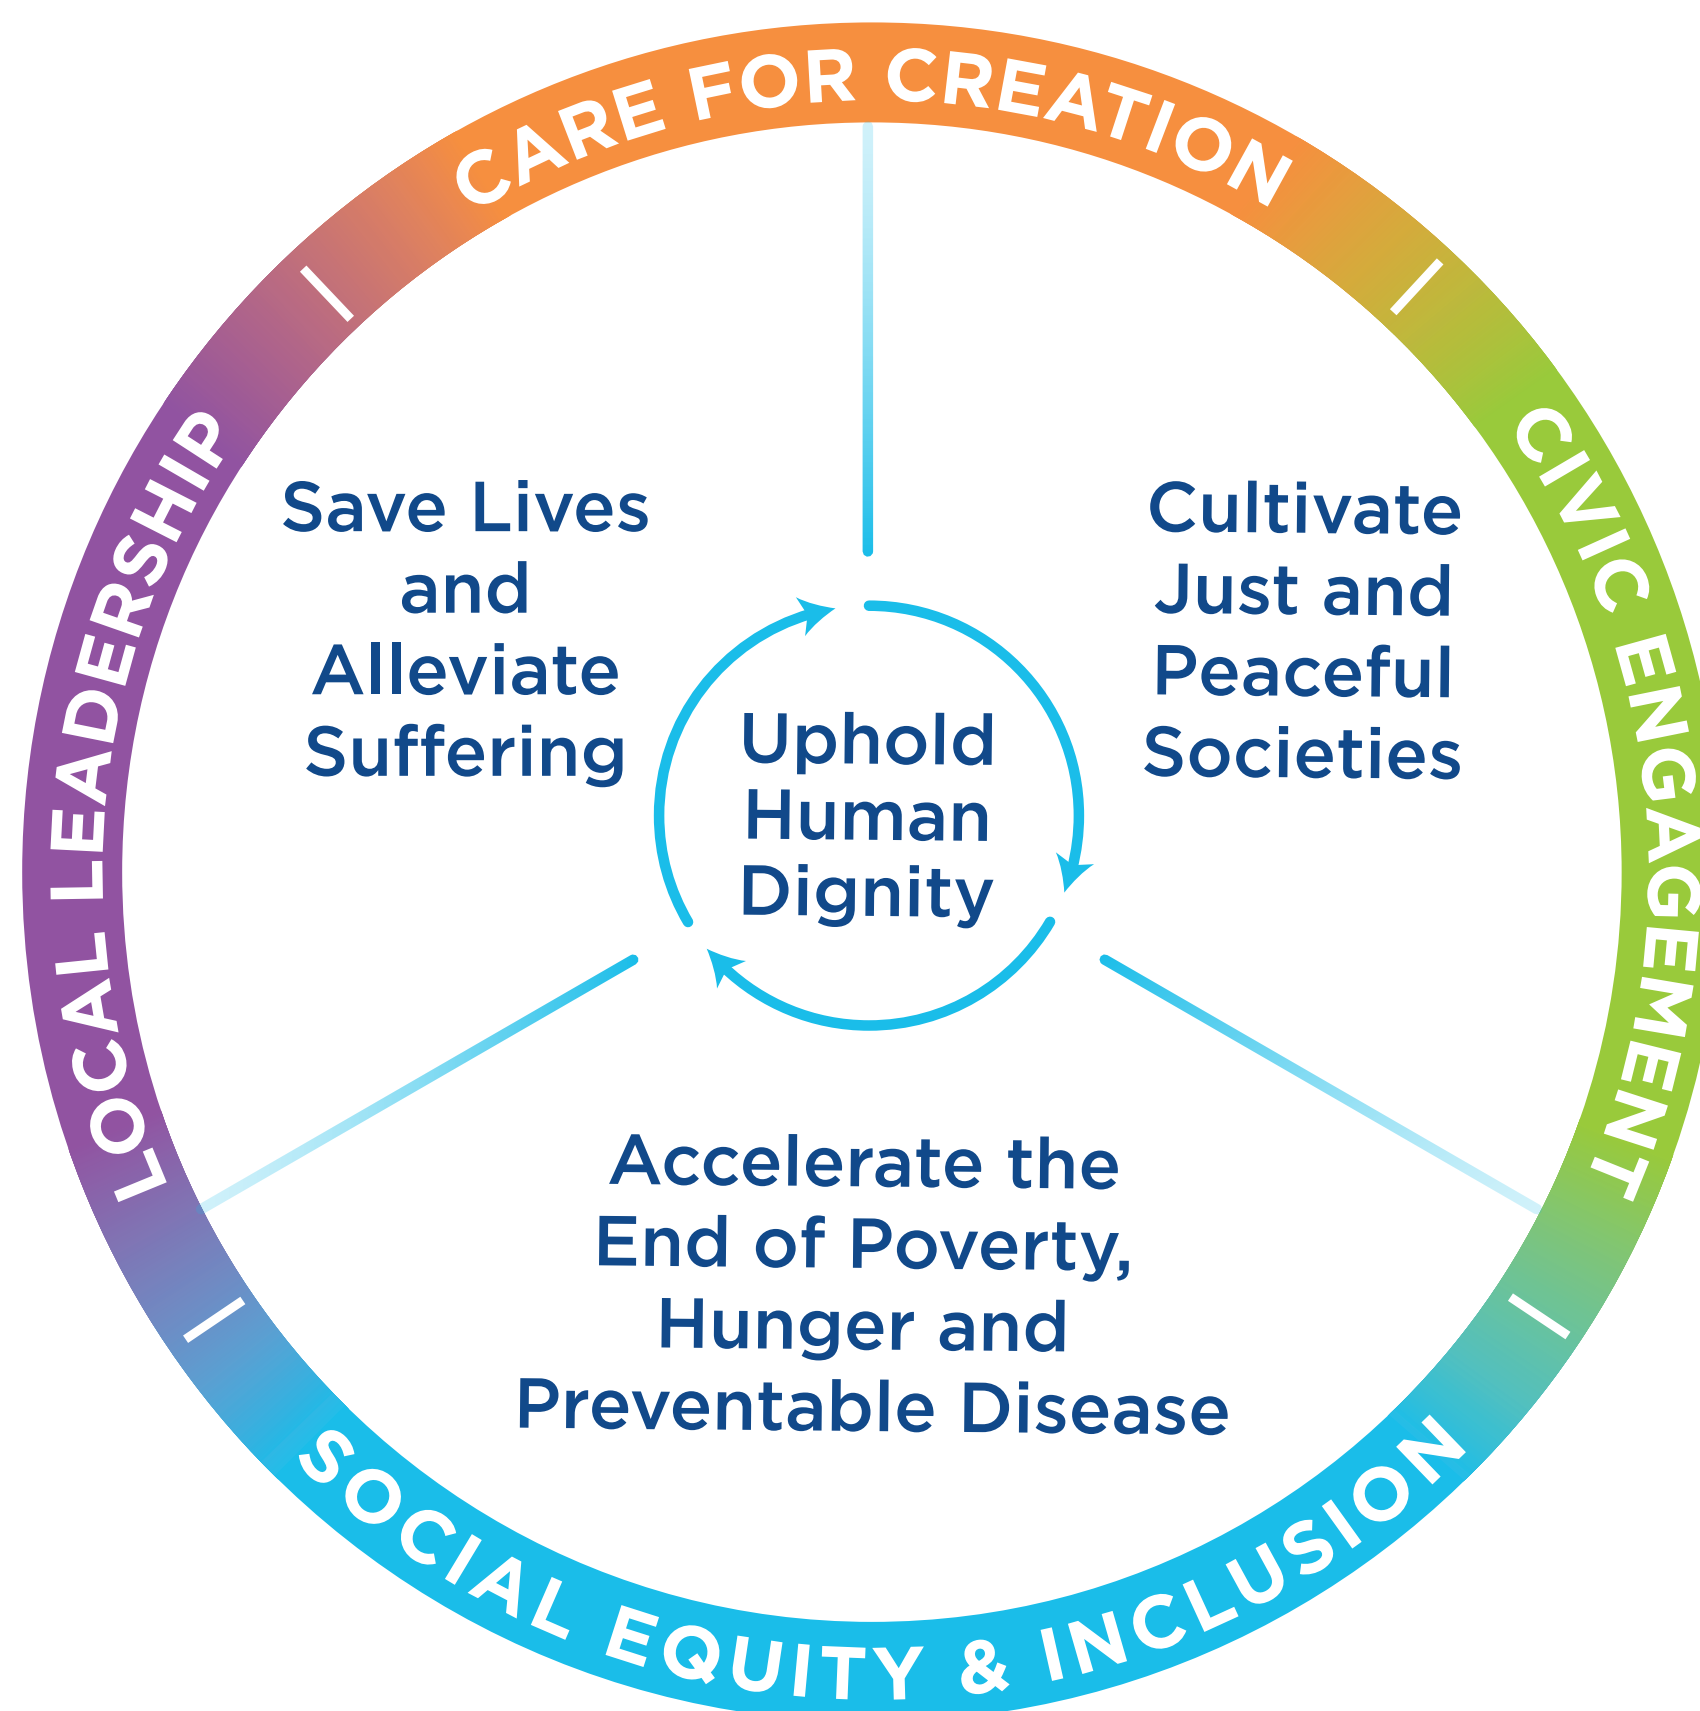 CARE FOR CREATION
CIVIC ENGAGEMENT
SOCIAL EQUITY & INCLUSION
LOCAL LEADERSHIP
Save Lives
and
Alleviate
Suffering
Cultivate
Just and
Peaceful
Societies
Uphold
Human
Dignity
Accelerate the
End of Poverty,
Hunger and
Preventable Disease